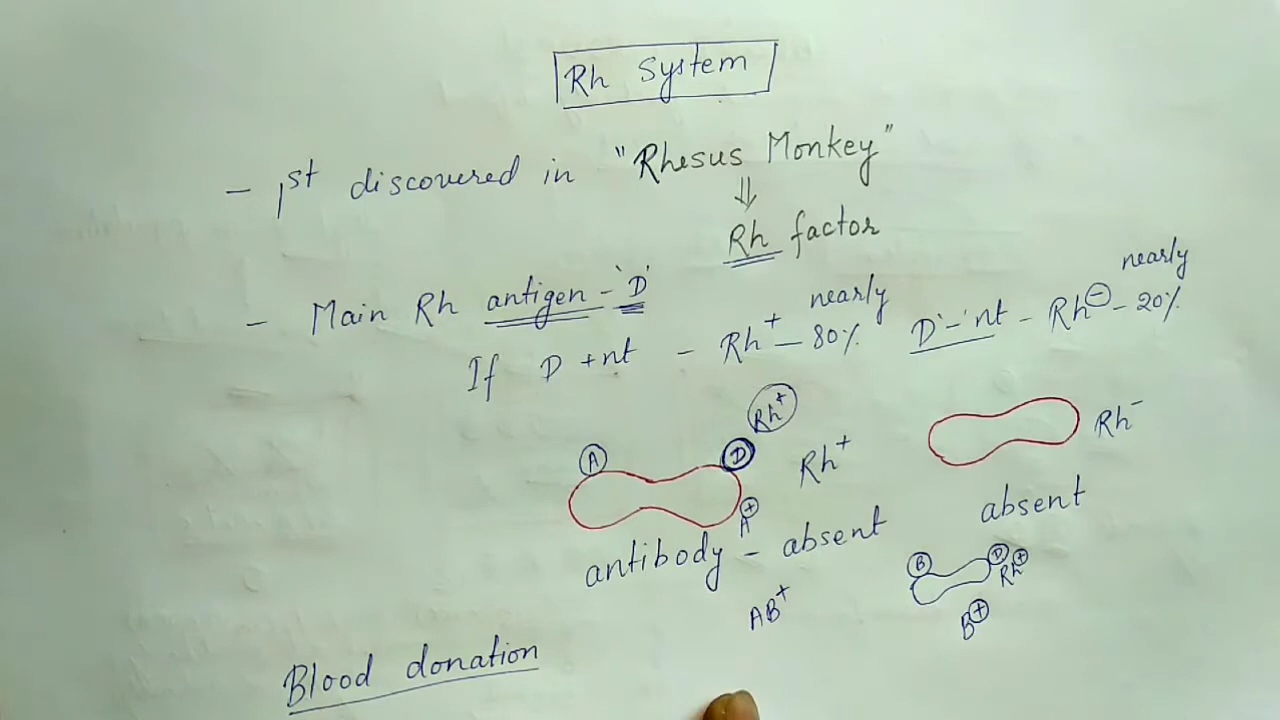 Rh System
- 1st discovered in "Rhesus Monkey"
⇓
Rh factor
- Main Rh antigen - 'D'
If D +nt - Rh+ - nearly 80% D '-' nt - Rh⊖ - nearly 20%
A D Rh+ Rh+ Rh-
A⊕
antibody - absent absent
B D Rh⊕
AB+ B⊕
Blood donation